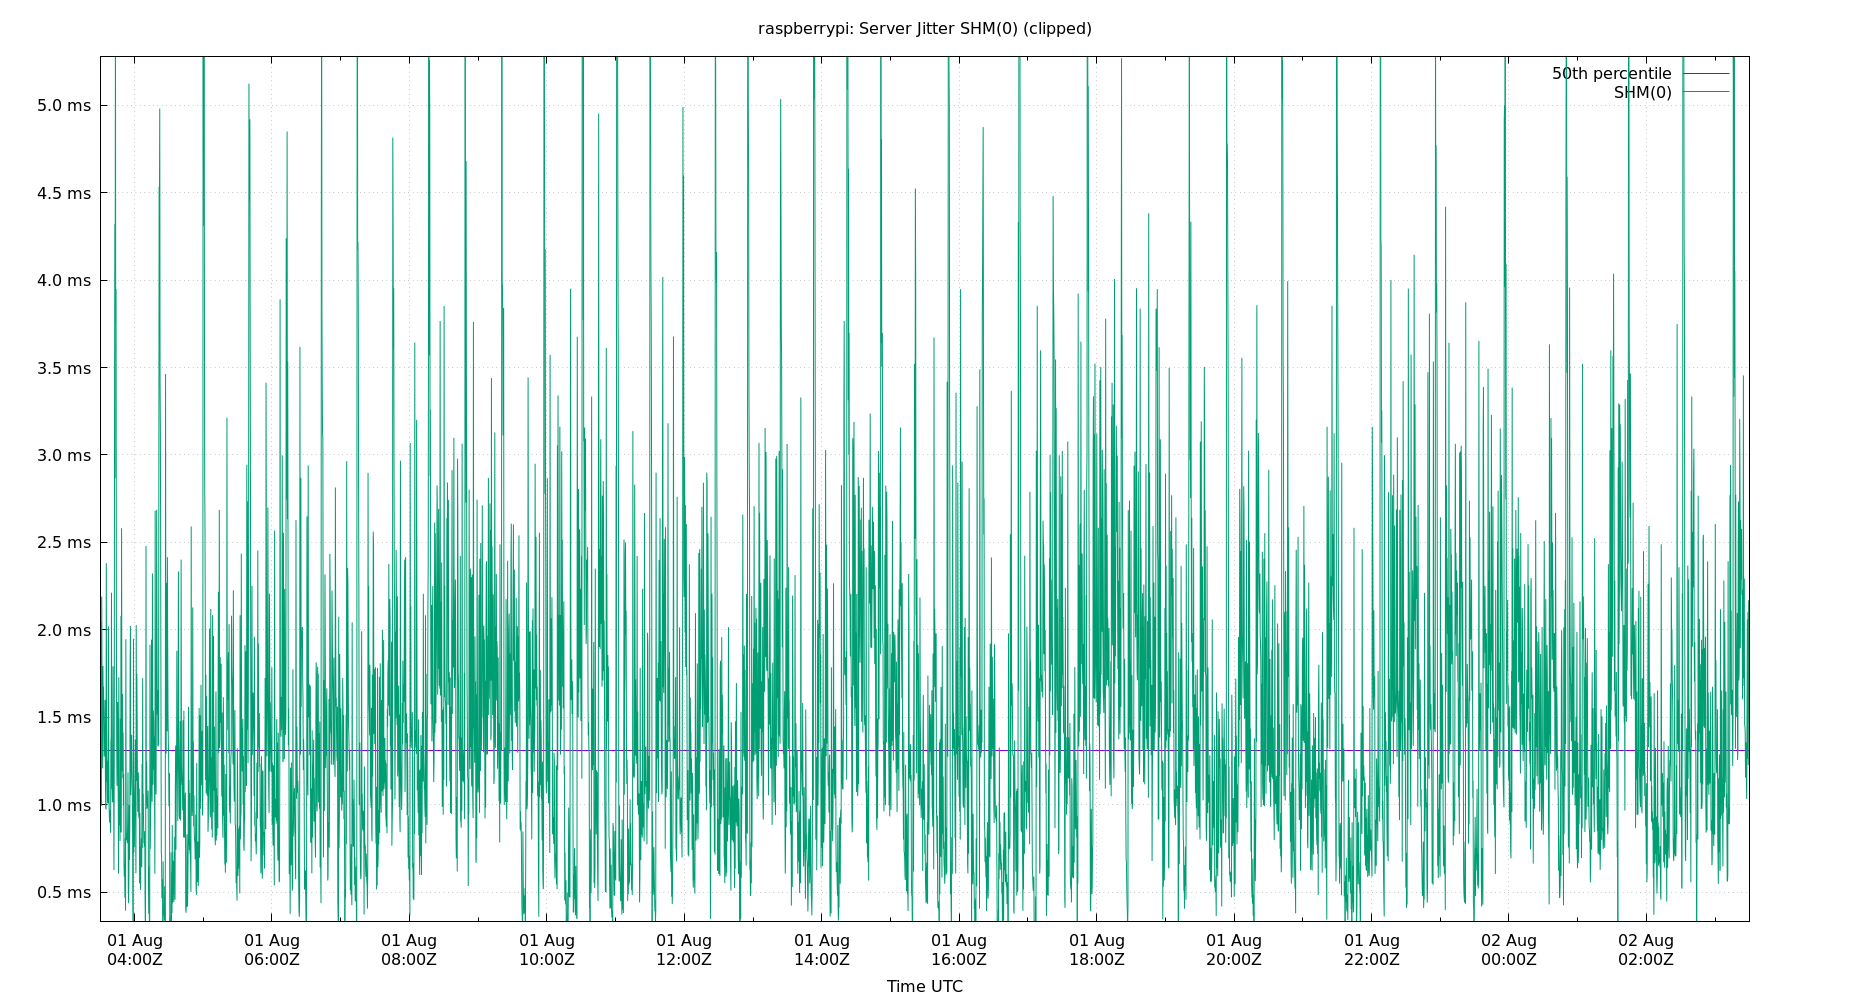 raspberrypi: Server Jitter SHM(0) (clipped)
50th percentile
SHM(0)
5.0 ms
4.5 ms
4.0 ms
3.5 ms
3.0 ms
2.5 ms
2.0 ms
1.5 ms
1.0 ms
0.5 ms
01 Aug 01 Aug 01 Aug 01 Aug 01 Aug 01 Aug 01 Aug 01 Aug 01 Aug 01 Aug 02 Aug 02 Aug
04:00Z 06:00Z 08:00Z 10:00Z 12:00Z 14:00Z 16:00Z 18:00Z 20:00Z 22:00Z 00:00Z 02:00Z
Time UTC